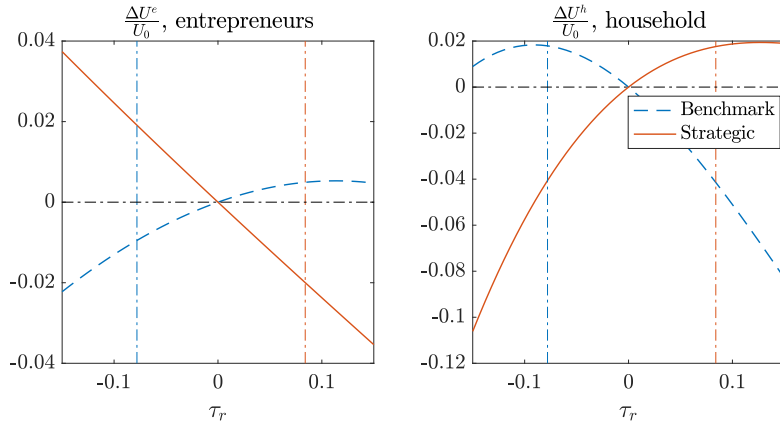 ΔU^e/U_0, entrepreneurs
0.04
0.02
0
-0.02
-0.04
-0.1 0 0.1
τ_r
ΔU^h/U_0, household
0.02
0
-0.02
-0.04
-0.06
-0.08
-0.1
-0.12
-0.1 0 0.1
τ_r
Benchmark
Strategic